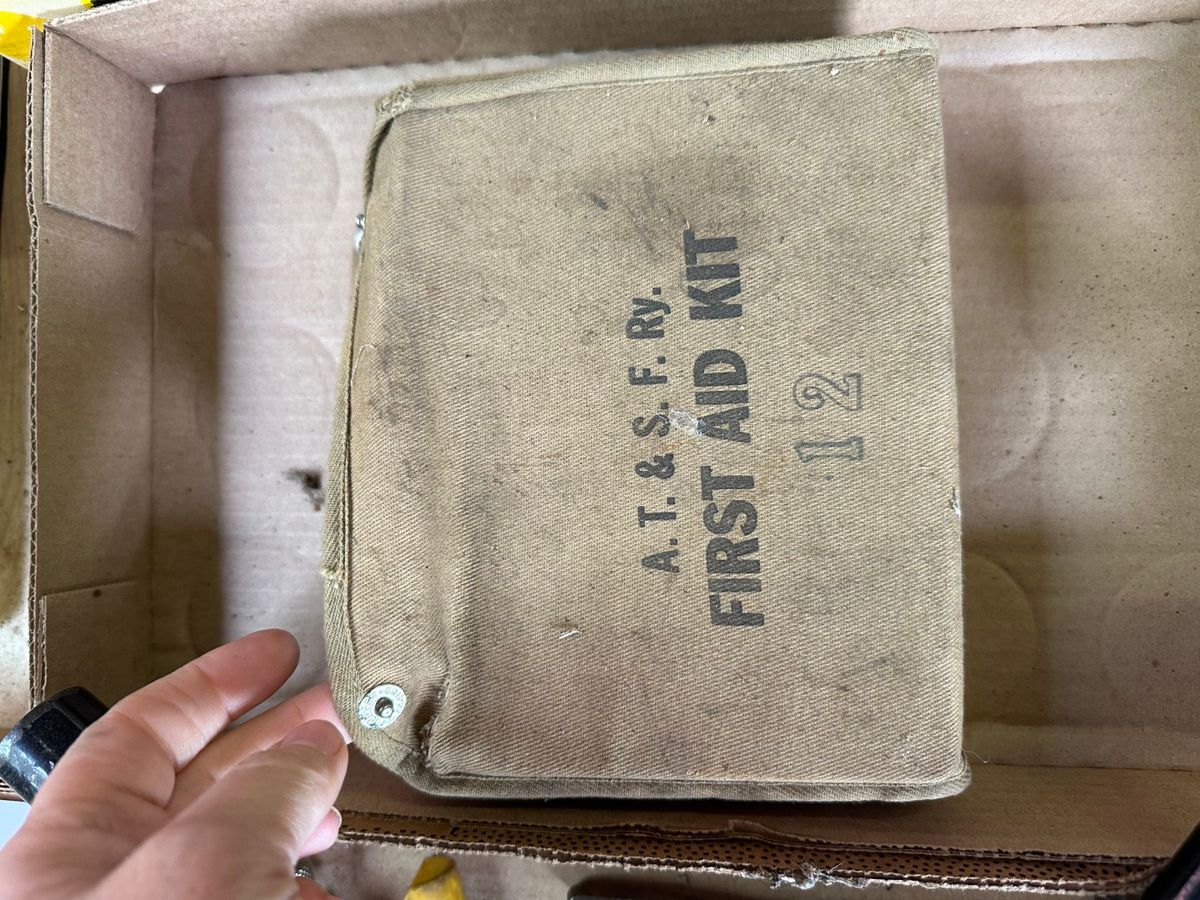 A. T. & S. F. Ry.
FIRST AID KIT
12